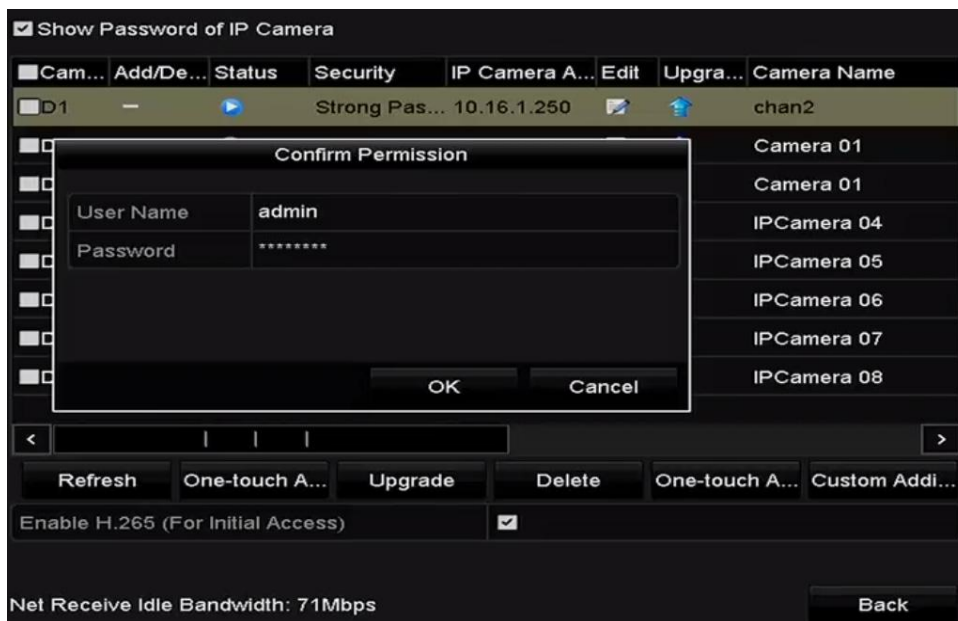 Show Password of IP Camera
Cam... Add/De... Status Security IP Camera A... Edit Upgra... Camera Name
D1 — Strong Pas... 10.16.1.250 chan2
Confirm Permission
D Camera 01
D Camera 01
User Name admin
D IPCamera 04
Password ********
D IPCamera 05
D IPCamera 06
D IPCamera 07
D IPCamera 08
OK Cancel
< >
Refresh One-touch A... Upgrade Delete One-touch A... Custom Addi...
Enable H.265 (For Initial Access)
Net Receive Idle Bandwidth: 71Mbps Back